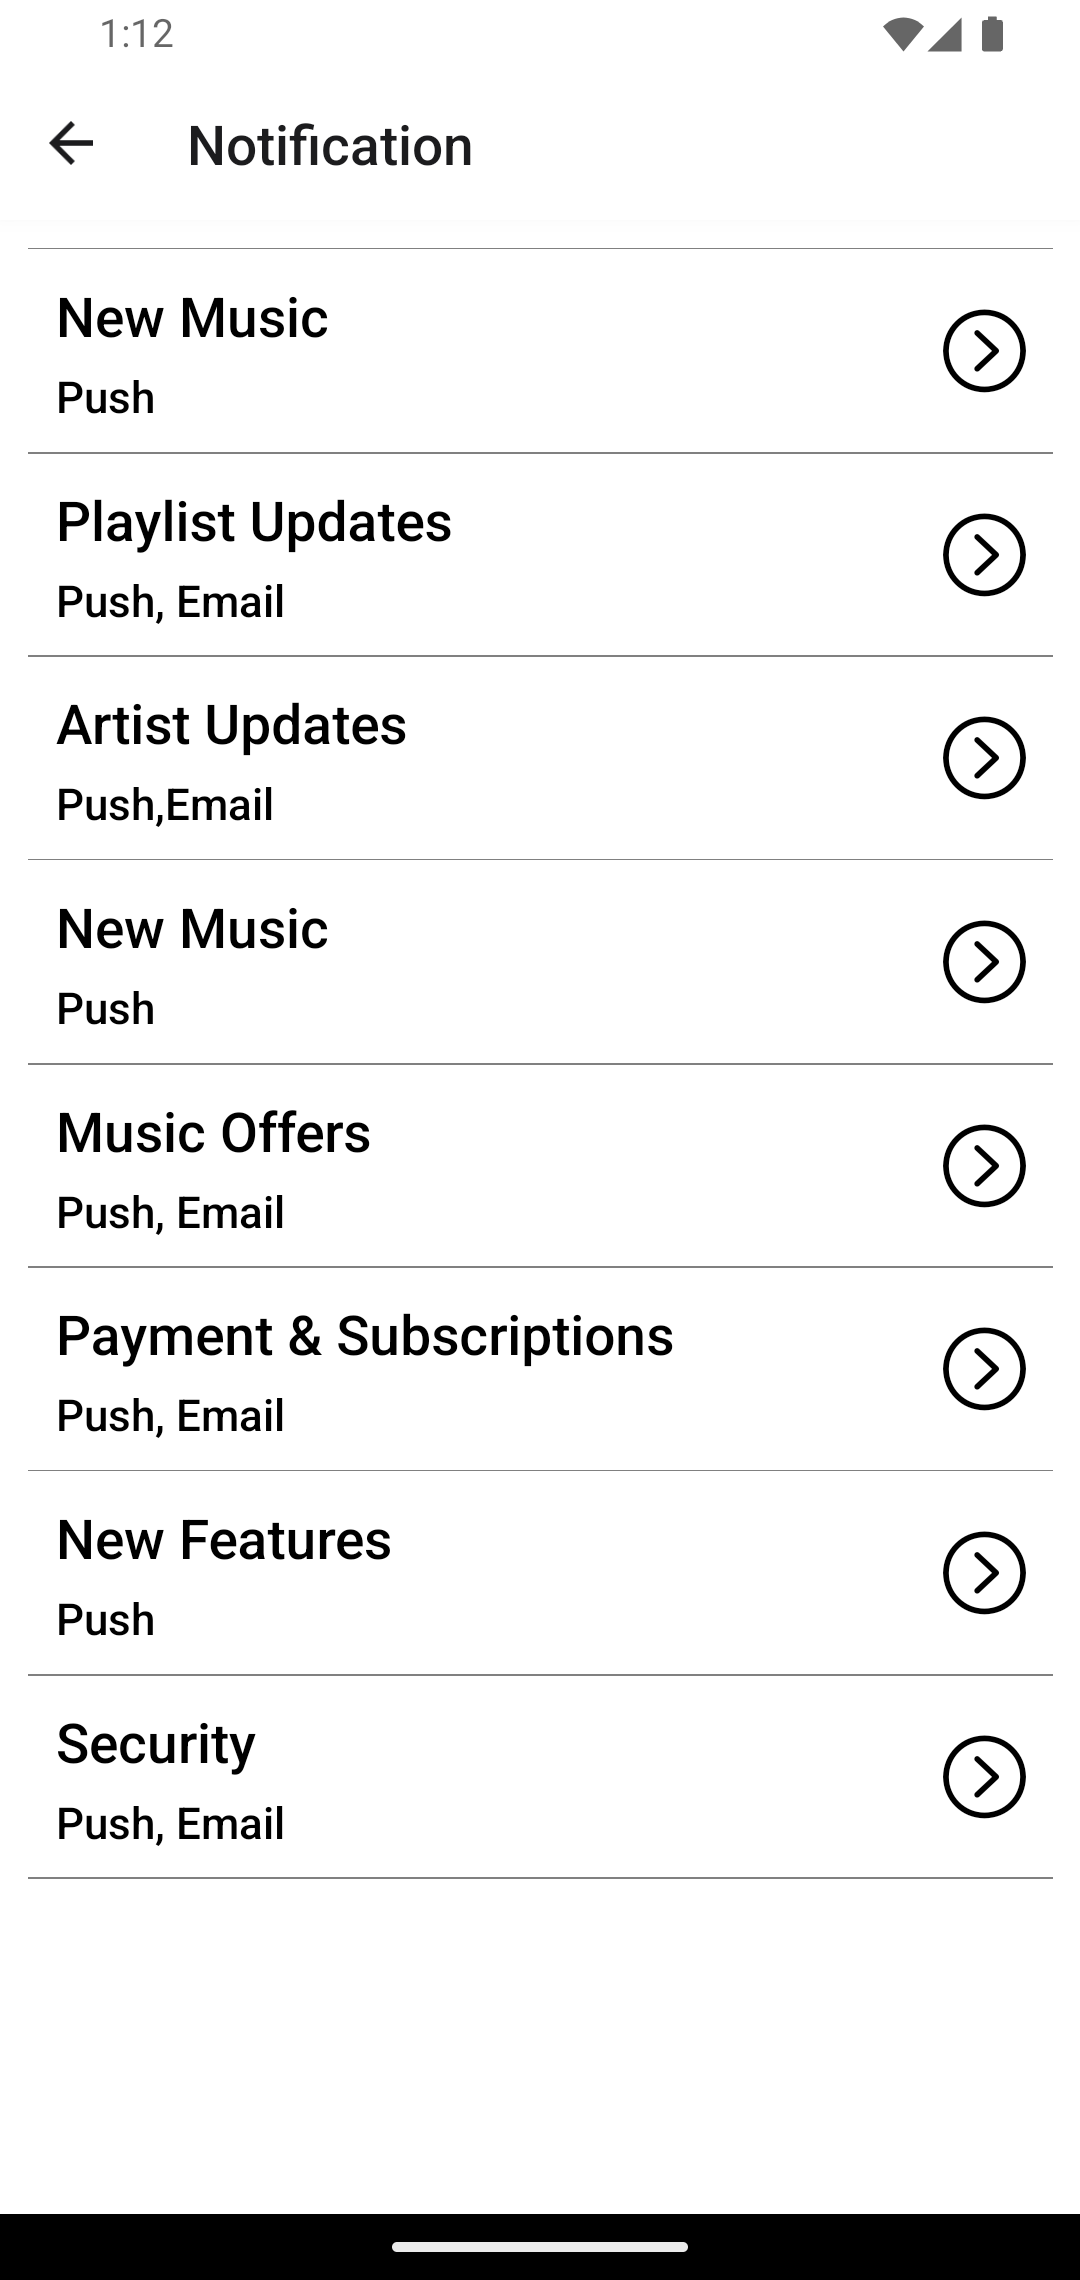 1:12
Notification
New Music
Push
Playlist Updates
Push, Email
Artist Updates
Push,Email
New Music
Push
Music Offers
Push, Email
Payment & Subscriptions
Push, Email
New Features
Push
Security
Push, Email